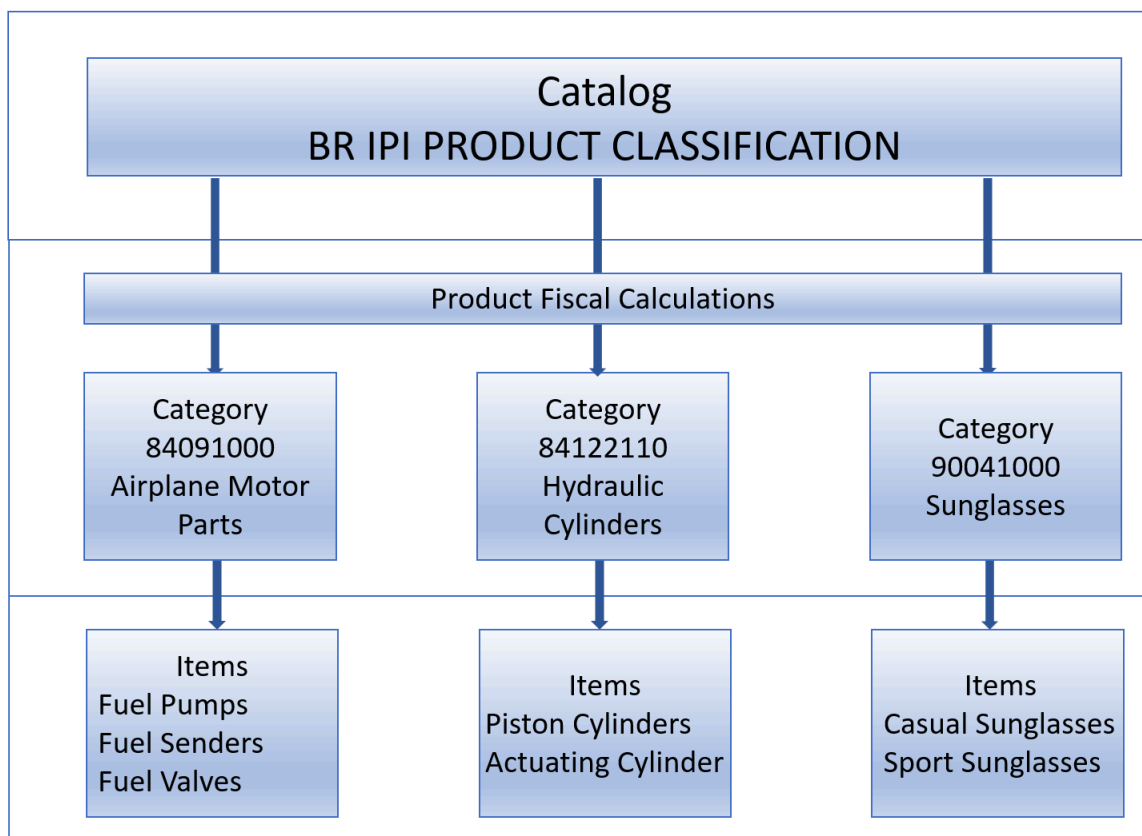 Catalog
BR IPI PRODUCT CLASSIFICATION
Product Fiscal Calculations
Category
84091000
Airplane Motor
Parts
Category
84122110
Hydraulic
Cylinders
Category
90041000
Sunglasses
Items
Fuel Pumps
Fuel Senders
Fuel Valves
Items
Piston Cylinders
Actuating Cylinder
Items
Casual Sunglasses
Sport Sunglasses